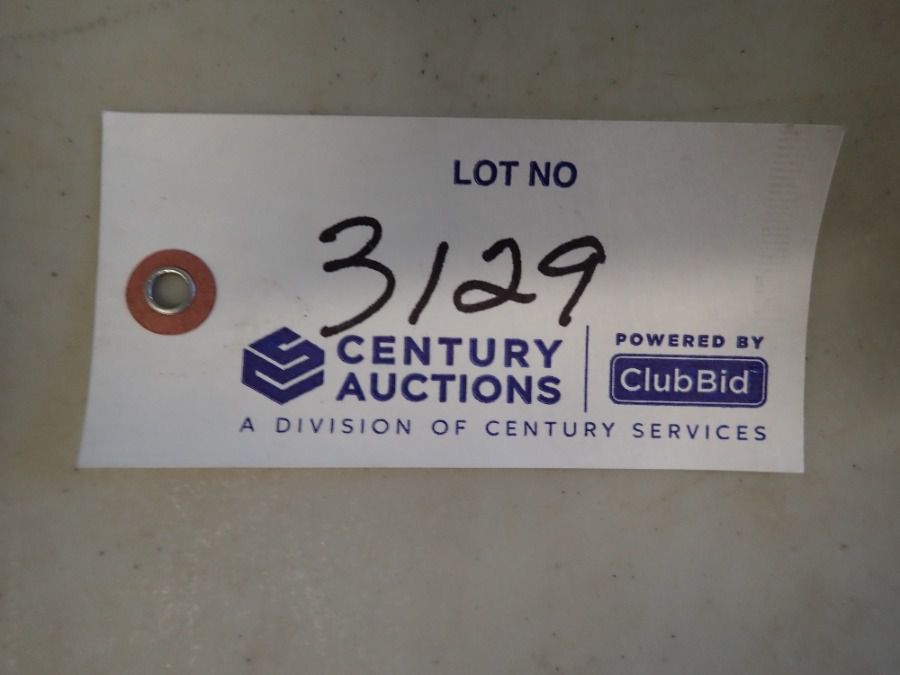 LOT NO
3129
CENTURY
AUCTIONS
POWERED BY
ClubBid
A DIVISION OF CENTURY SERVICES